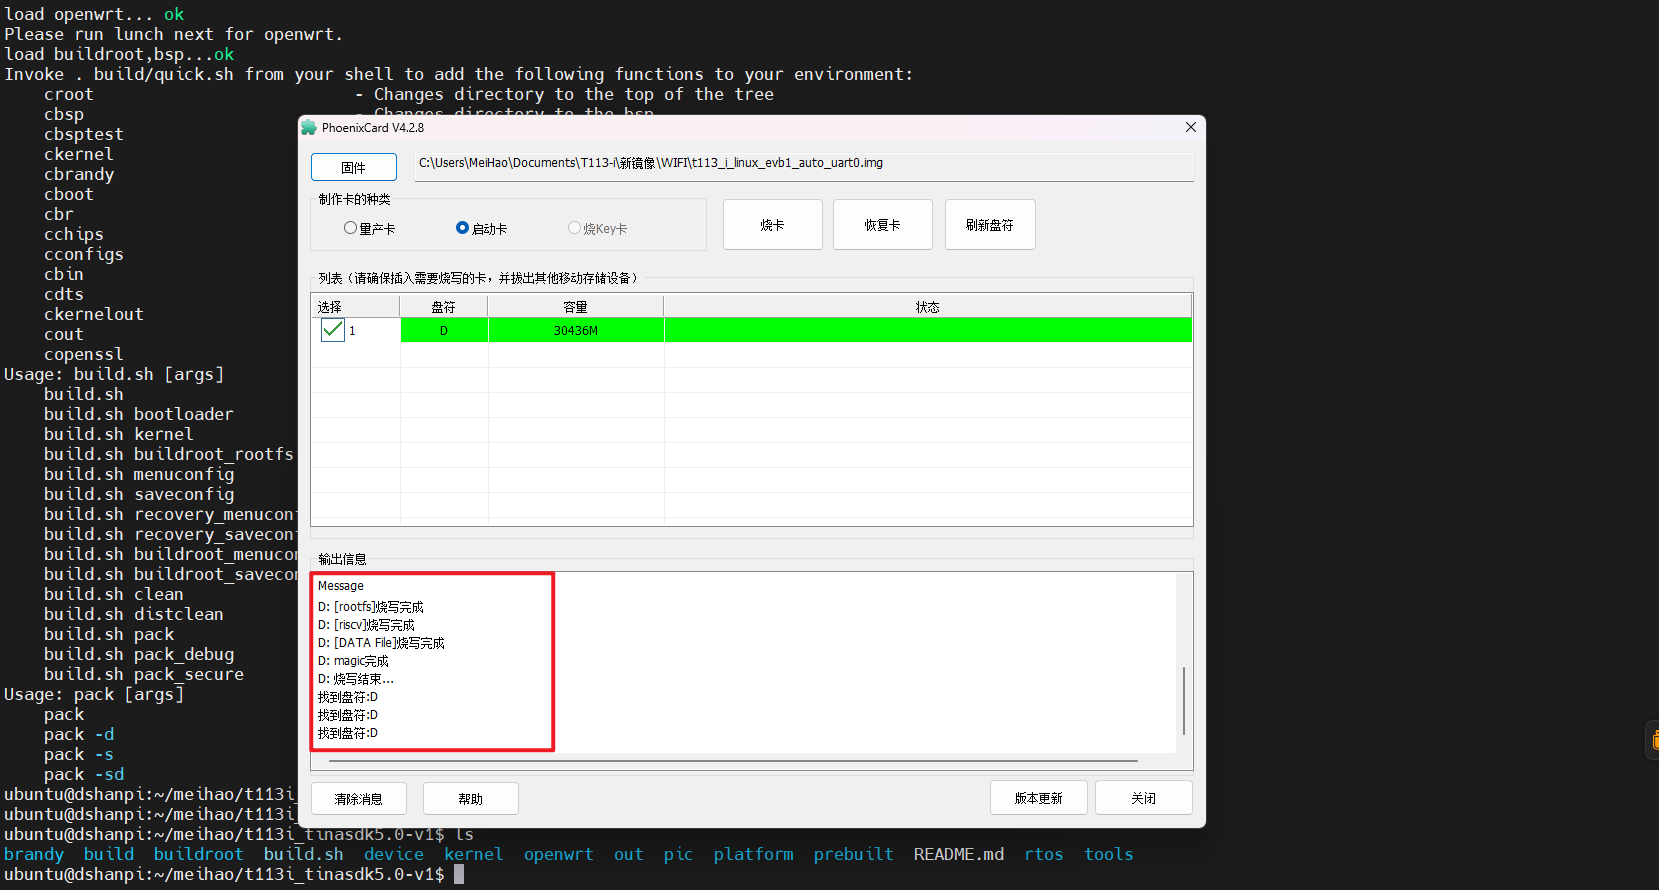 load openwrt... ok
Please run lunch next for openwrt.
load buildroot,bsp...ok
Invoke . build/quick.sh from your shell to add the following functions to your environment:
croot - Changes directory to the top of the tree
cbsp - Changes directory to the bsp
cbsptest
ckernel
cbrandy
cboot
cbr
cchips
cconfigs
cbin
cdts
ckernelout
cout
copenssl
Usage: build.sh [args]
build.sh
build.sh bootloader
build.sh kernel
build.sh buildroot_rootfs
build.sh menuconfig
build.sh saveconfig
build.sh recovery_menucon
build.sh recovery_savecon
build.sh buildroot_menucon
build.sh buildroot_savecon
build.sh clean
build.sh distclean
build.sh pack
build.sh pack_debug
build.sh pack_secure
Usage: pack [args]
pack
pack -d
pack -s
pack -sd
ubuntu@dshanpi:~/meihao/t113i_
ubuntu@dshanpi:~/meihao/t113i_
ubuntu@dshanpi:~/meihao/t113i_tinasdk5.0-v1$ ls
brandy build buildroot build.sh device kernel openwrt out pic platform prebuilt README.md rtos tools
ubuntu@dshanpi:~/meihao/t113i_tinasdk5.0-v1$
PhoenixCard V4.2.8
固件 C:\Users\MeiHao\Documents\T113-i\新镜像\WIFI\t113_i_linux_evb1_auto_uart0.img
制作卡的种类
量产卡 启动卡 烧Key卡
烧卡 恢复卡 刷新盘符
列表（请确保插入需要烧写的卡，并拔出其他移动存储设备）
选择 盘符 容量 状态
1 D 30436M
输出信息
Message
D: [rootfs]烧写完成
D: [riscv]烧写完成
D: [DATA File]烧写完成
D: magic完成
D: 烧写结束...
找到盘符:D
找到盘符:D
找到盘符:D
清除消息 帮助 版本更新 关闭